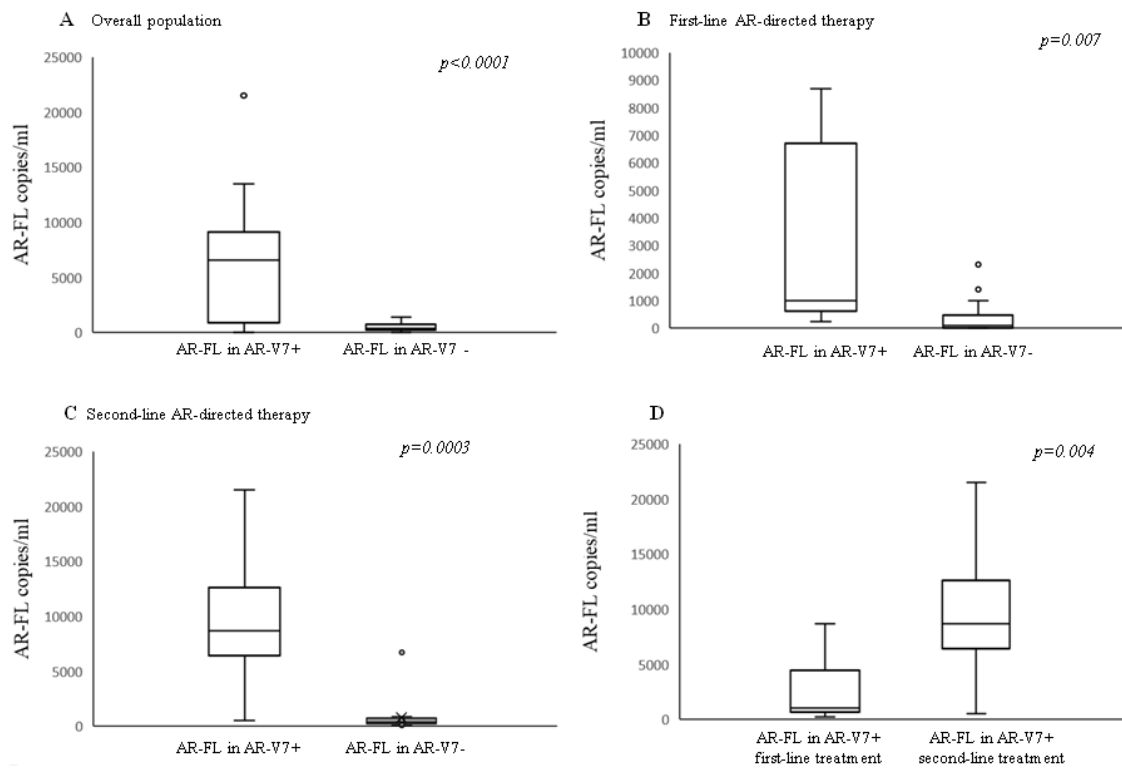 A Overall population
p<0.0001
AR-FL copies/ml
25000
20000
15000
10000
5000
0
AR-FL in AR-V7+ AR-FL in AR-V7 -
B First-line AR-directed therapy
p=0.007
AR-FL copies/ml
10000
9000
8000
7000
6000
5000
4000
3000
2000
1000
0
AR-FL in AR-V7+ AR-FL in AR-V7-
C Second-line AR-directed therapy
p=0.0003
AR-FL copies/ml
25000
20000
15000
10000
5000
0
AR-FL in AR-V7+ AR-FL in AR-V7-
D
p=0.004
AR-FL copies/ml
25000
20000
15000
10000
5000
0
AR-FL in AR-V7+ AR-FL in AR-V7+
first-line treatment second-line treatment